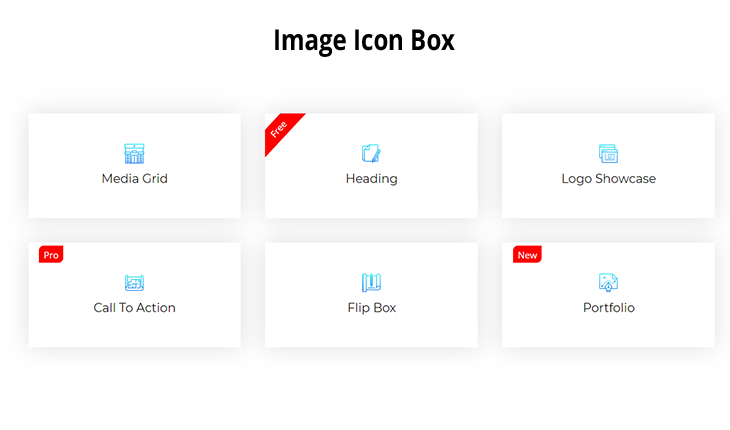 Image Icon Box
Media Grid
Free
Heading
Logo Showcase
Pro
Call To Action
Flip Box
New
Portfolio